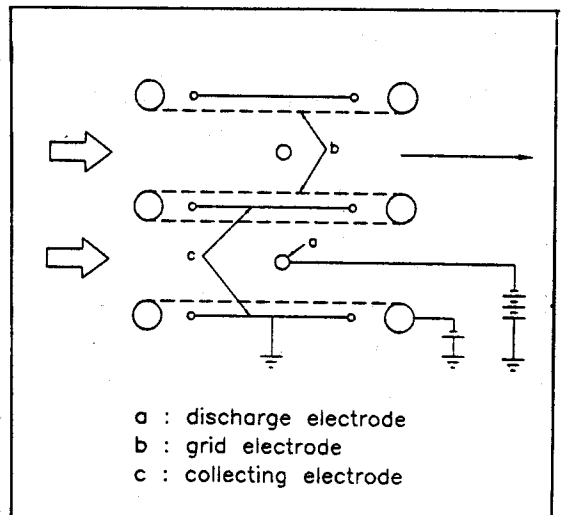 b
a
c
a : discharge electrode
b : grid electrode
c : collecting electrode